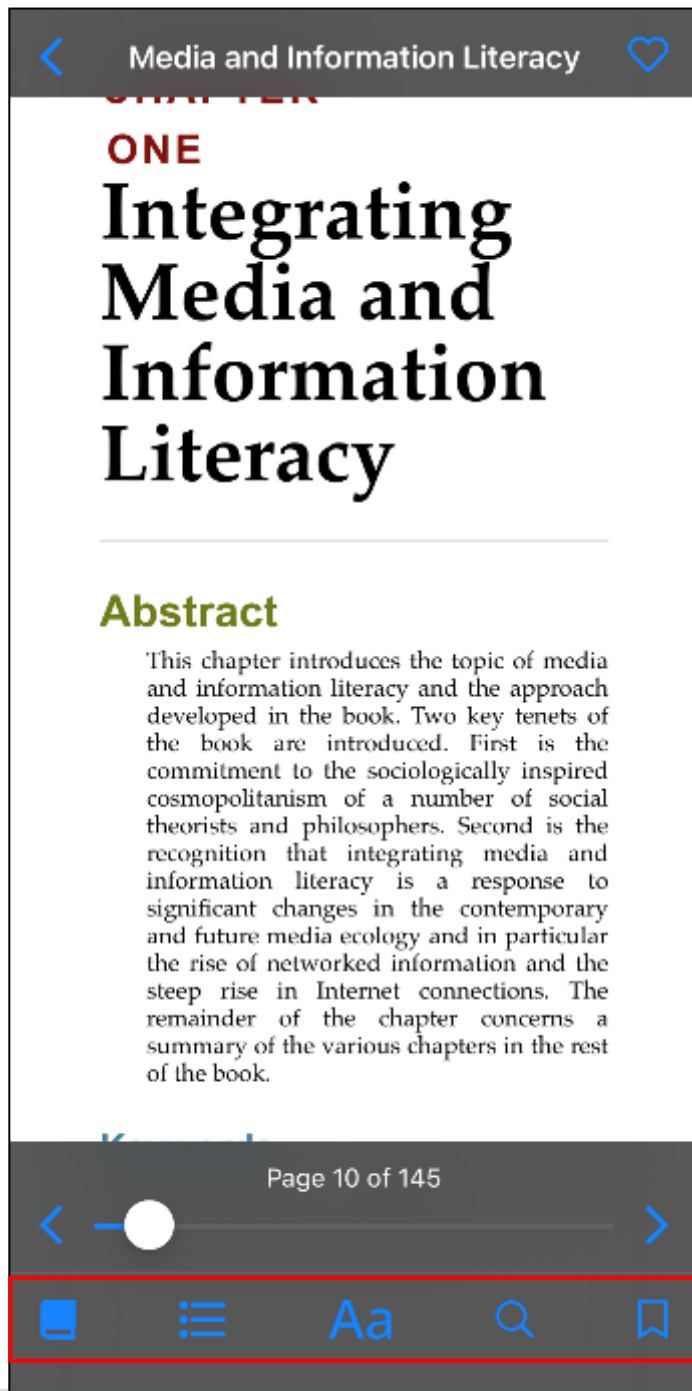 Media and Information Literacy
CHAPTER
ONE
Integrating
Media and
Information
Literacy
Abstract
This chapter introduces the topic of media
and information literacy and the approach
developed in the book. Two key tenets of
the book are introduced. First is the
commitment to the sociologically inspired
cosmopolitanism of a number of social
theorists and philosophers. Second is the
recognition that integrating media and
information literacy is a response to
significant changes in the contemporary
and future media ecology and in particular
the rise of networked information and the
steep rise in Internet connections. The
remainder of the chapter concerns a
summary of the various chapters in the rest
of the book.
Keywords
Page 10 of 145
Aa